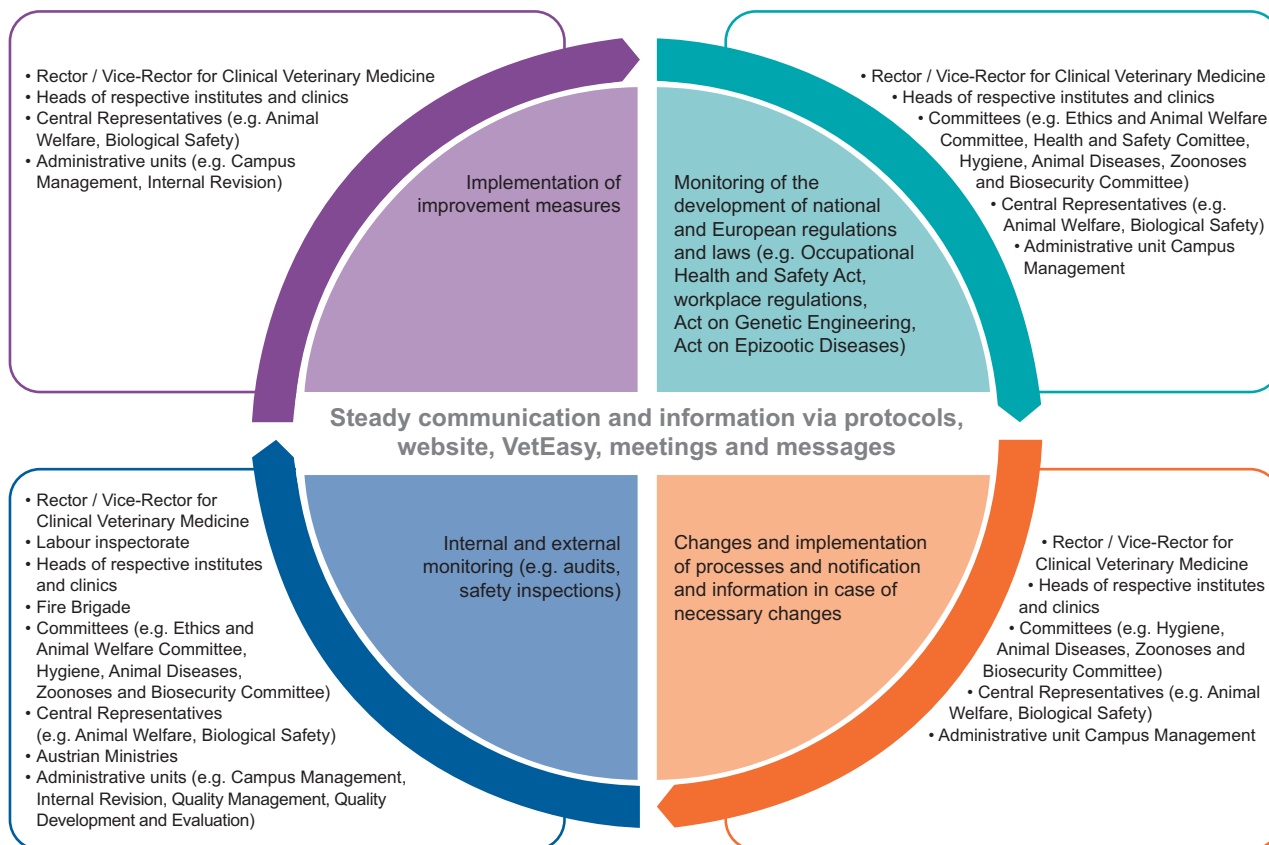 • Rector / Vice-Rector for Clinical Veterinary Medicine
• Heads of respective institutes and clinics
• Central Representatives (e.g. Animal
Welfare, Biological Safety)
• Administrative units (e.g. Campus
Management, Internal Revision)
Implementation of
improvement measures
Monitoring of the
development of national
and European regulations
and laws (e.g. Occupational
Health and Safety Act,
workplace regulations,
Act on Genetic Engineering,
Act on Epizootic Diseases)
• Rector / Vice-Rector for Clinical Veterinary Medicine
• Heads of respective institutes and clinics
• Committees (e.g. Ethics and Animal Welfare
Committee, Health and Safety Comittee,
Hygiene, Animal Diseases, Zoonoses
and Biosecurity Committee)
• Central Representatives (e.g.
Animal Welfare, Biological Safety)
• Administrative unit Campus
Management
Steady communication and information via protocols,
website, VetEasy, meetings and messages
• Rector / Vice-Rector for
Clinical Veterinary Medicine
• Labour inspectorate
• Heads of respective institutes
and clinics
• Fire Brigade
• Committees (e.g. Ethics and
Animal Welfare Committee,
Hygiene, Animal Diseases,
Zoonoses and Biosecurity Committee)
• Central Representatives
(e.g. Animal Welfare, Biological Safety)
• Austrian Ministries
• Administrative units (e.g. Campus Management,
Internal Revision, Quality Management, Quality
Development and Evaluation)
Internal and external
monitoring (e.g. audits,
safety inspections)
Changes and implementation
of processes and notification
and information in case of
necessary changes
• Rector / Vice-Rector for
Clinical Veterinary Medicine
• Heads of respective institutes
and clinics
• Committees (e.g. Hygiene,
Animal Diseases, Zoonoses and
Biosecurity Committee)
• Central Representatives (e.g. Animal
Welfare, Biological Safety)
• Administrative unit Campus Management